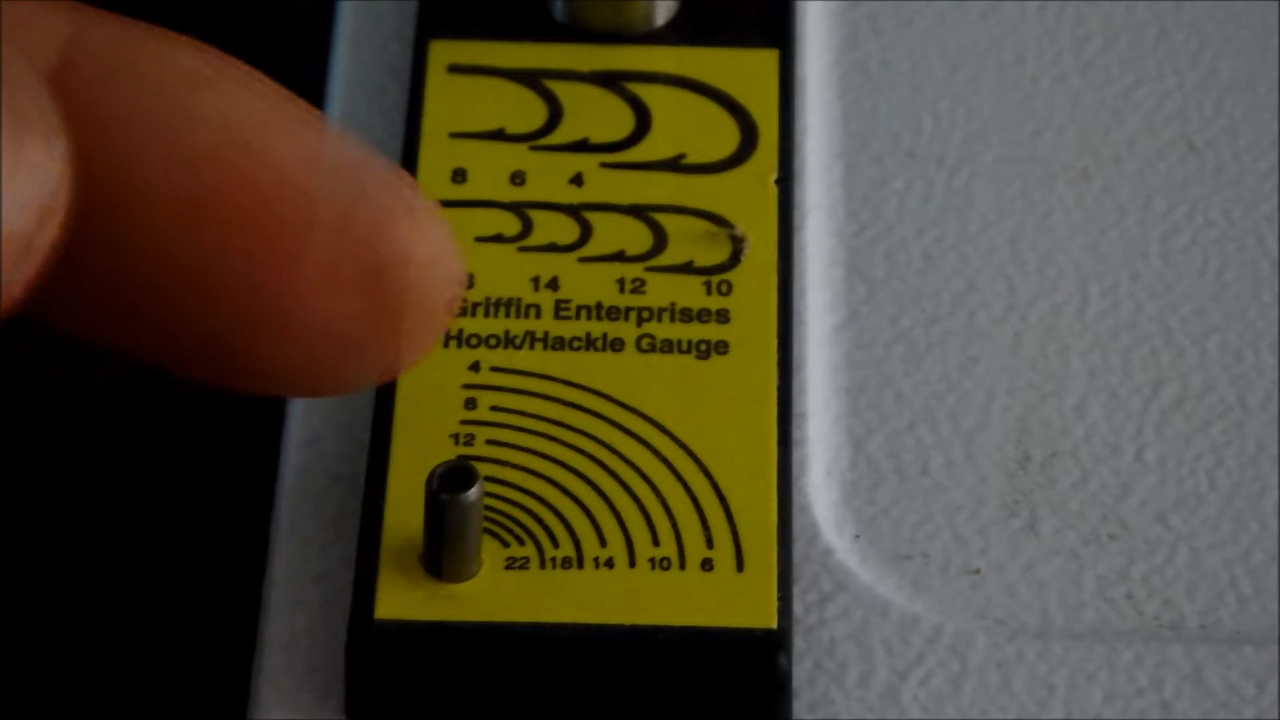 8 6 4
14 12 10
Griffin Enterprises
Hook/Hackle Gauge
4
8
12
22 18 14 10 6